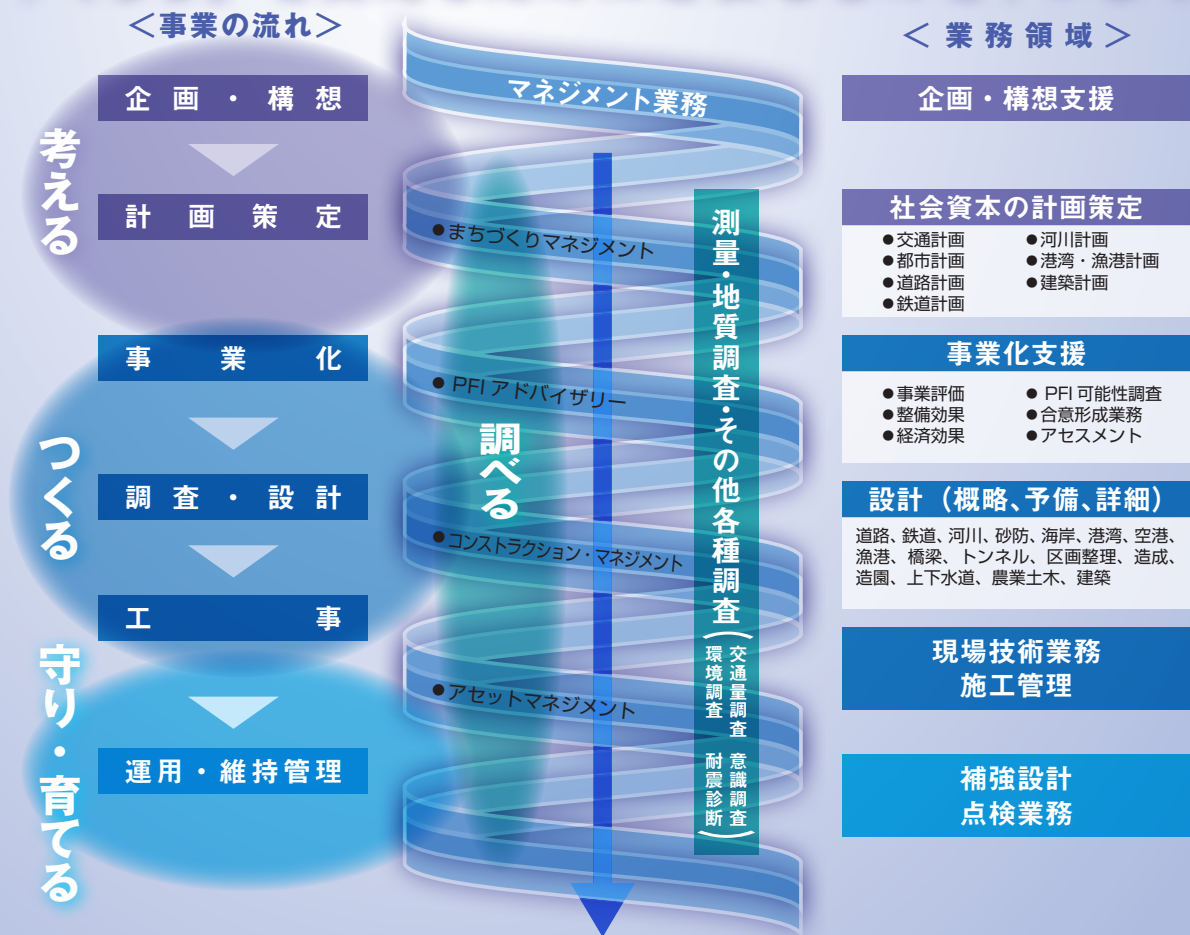 ＜事業の流れ＞
考える
企画・構想
計画策定
つくる
事業化
調査・設計
工事
守り・育てる
運用・維持管理
マネジメント業務
●まちづくりマネジメント
●PFIアドバイザリー
調べる
●コンストラクション・マネジメント
●アセットマネジメント
測量・地質調査・その他各種調査
（交通量調査 意識調査
環境調査 耐震診断）
＜業務領域＞
企画・構想支援
社会資本の計画策定
●交通計画 ●河川計画
●都市計画 ●港湾・漁港計画
●道路計画 ●建築計画
●鉄道計画
事業化支援
●事業評価 ●PFI可能性調査
●整備効果 ●合意形成業務
●経済効果 ●アセスメント
設計（概略、予備、詳細）
道路、鉄道、河川、砂防、海岸、港湾、空港、
漁港、橋梁、トンネル、区画整理、造成、
造園、上下水道、農業土木、建築
現場技術業務
施工管理
補強設計
点検業務